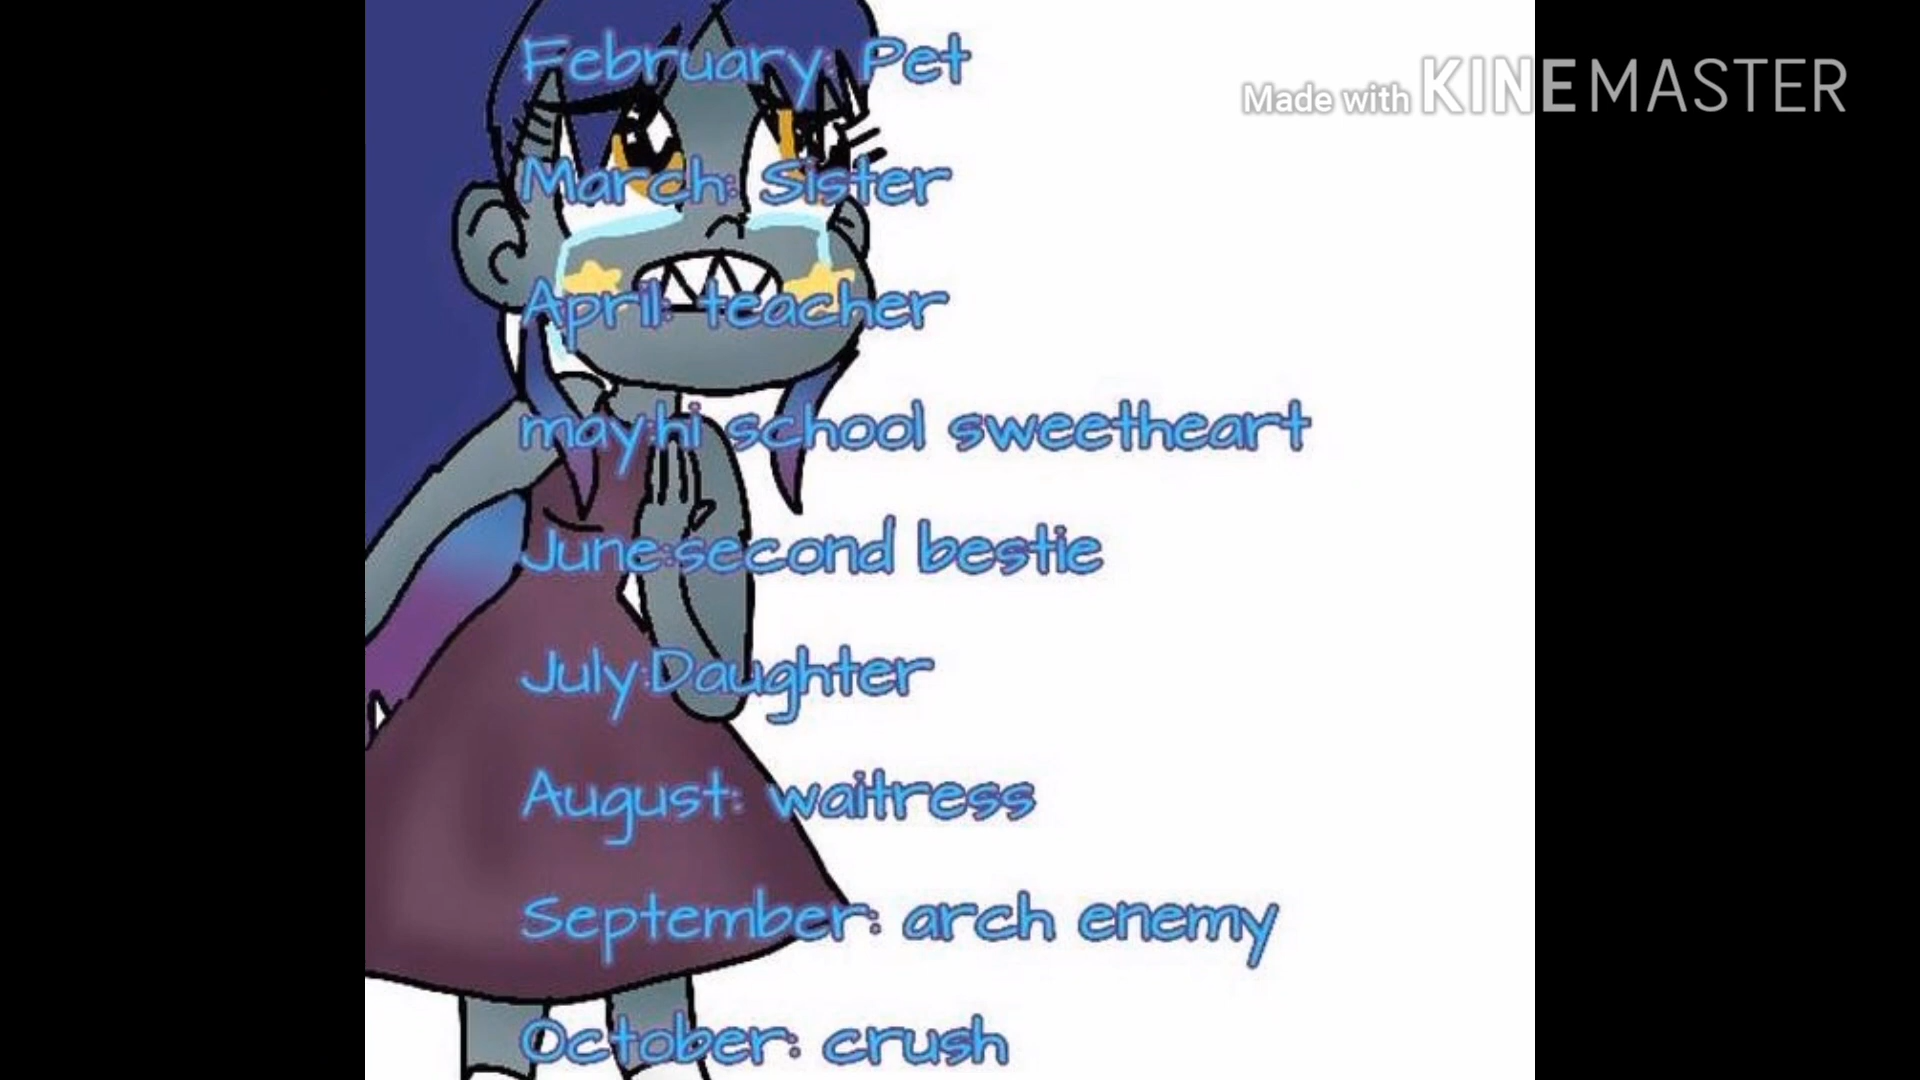 February: Pet
Made with KINEMASTER
March: Sister
April: teacher
may:hi school sweetheart
June:second bestie
July:Daughter
August: waitress
September: arch enemy
October: crush